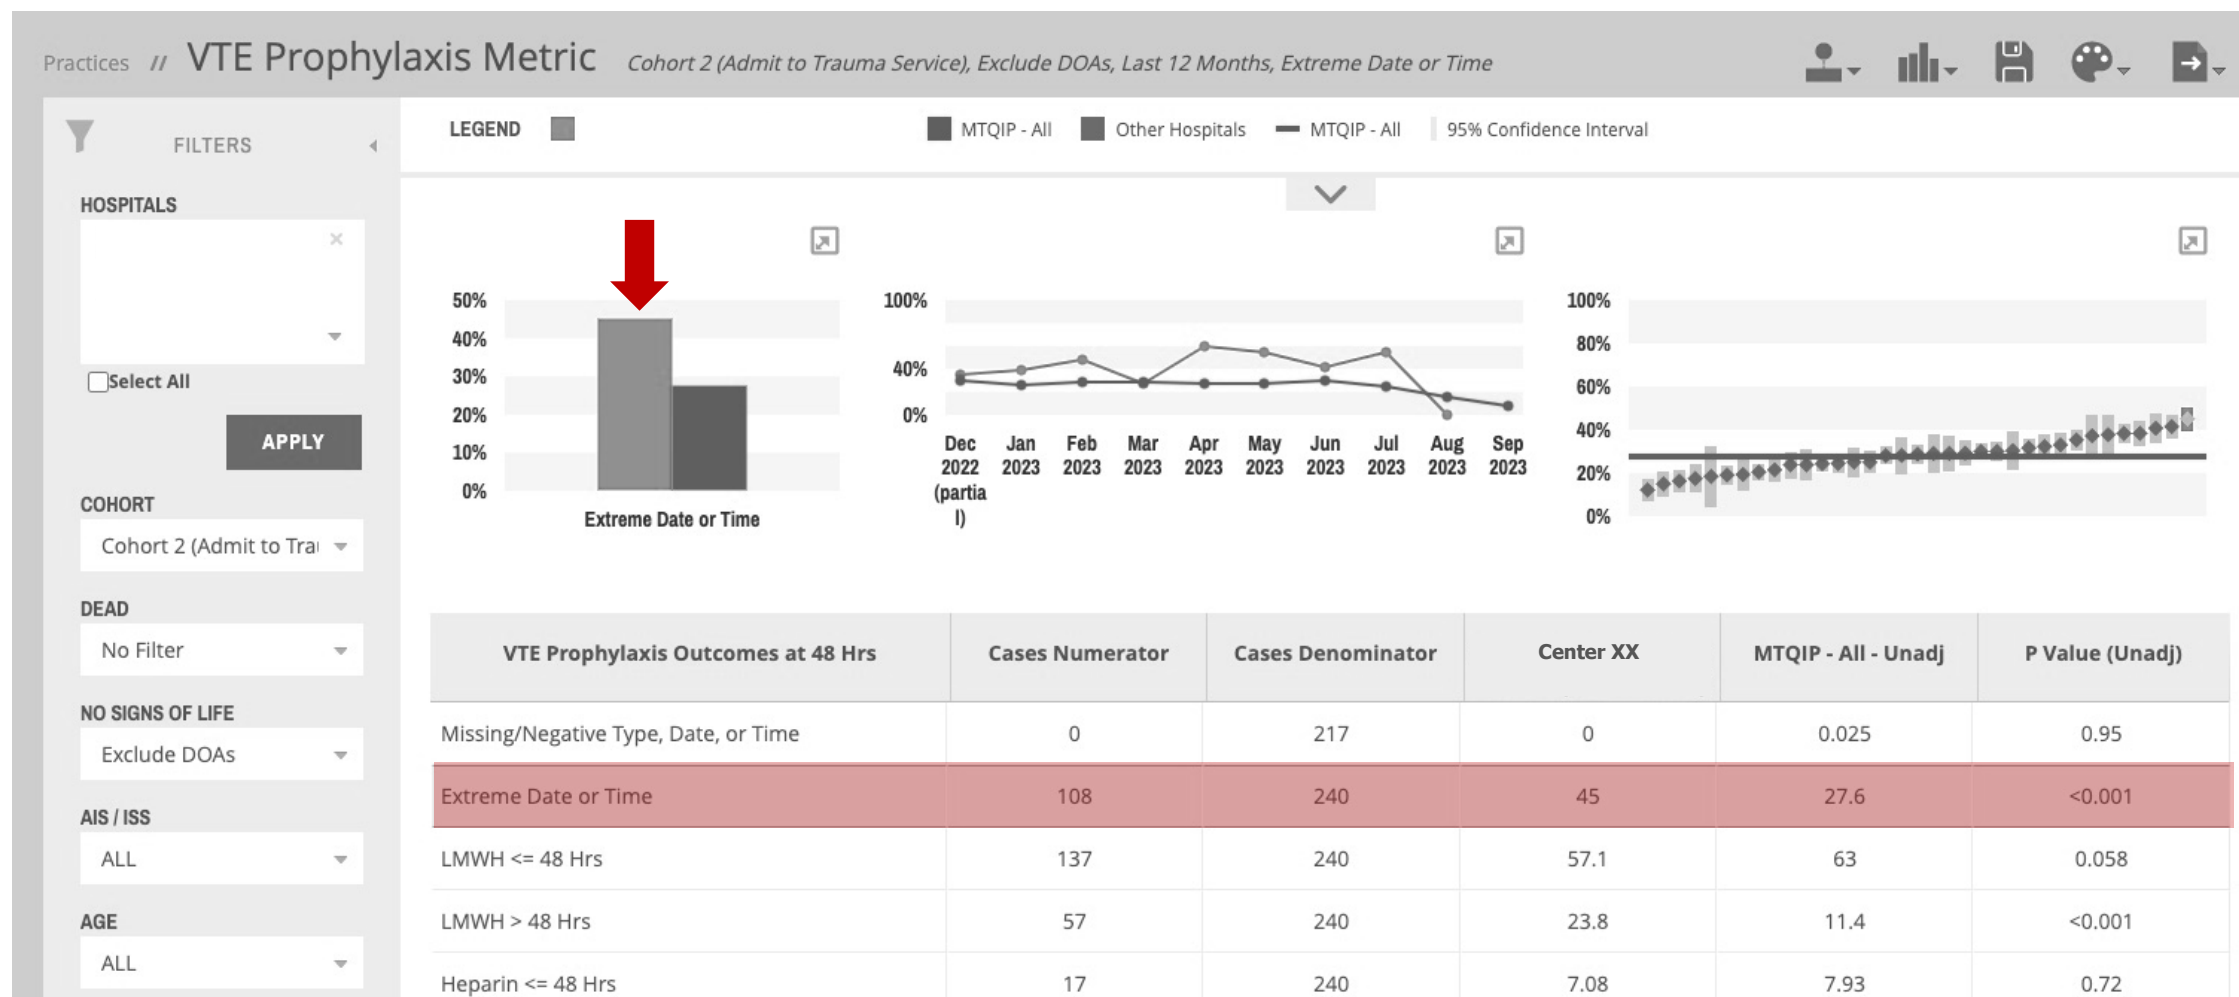 Practices // VTE Prophylaxis Metric Cohort 2 (Admit to Trauma Service), Exclude DOAs, Last 12 Months, Extreme Date or Time
FILTERS
HOSPITALS
Select All
APPLY
COHORT
Cohort 2 (Admit to Trau
DEAD
No Filter
NO SIGNS OF LIFE
Exclude DOAs
AIS / ISS
ALL
AGE
ALL
LEGEND MTQIP - All Other Hospitals MTQIP - All 95% Confidence Interval
50%
40%
30%
20%
10%
0%
Extreme Date or Time
100%
40%
0%
Dec Jan Feb Mar Apr May Jun Jul Aug Sep
2022 2023 2023 2023 2023 2023 2023 2023 2023 2023
(partia
l)
100%
80%
60%
40%
20%
0%
VTE Prophylaxis Outcomes at 48 Hrs Cases Numerator Cases Denominator Center XX MTQIP - All - Unadj P Value (Unadj)
Missing/Negative Type, Date, or Time 0 217 0 0.025 0.95
Extreme Date or Time 108 240 45 27.6 <0.001
LMWH <= 48 Hrs 137 240 57.1 63 0.058
LMWH > 48 Hrs 57 240 23.8 11.4 <0.001
Heparin <= 48 Hrs 17 240 7.08 7.93 0.72